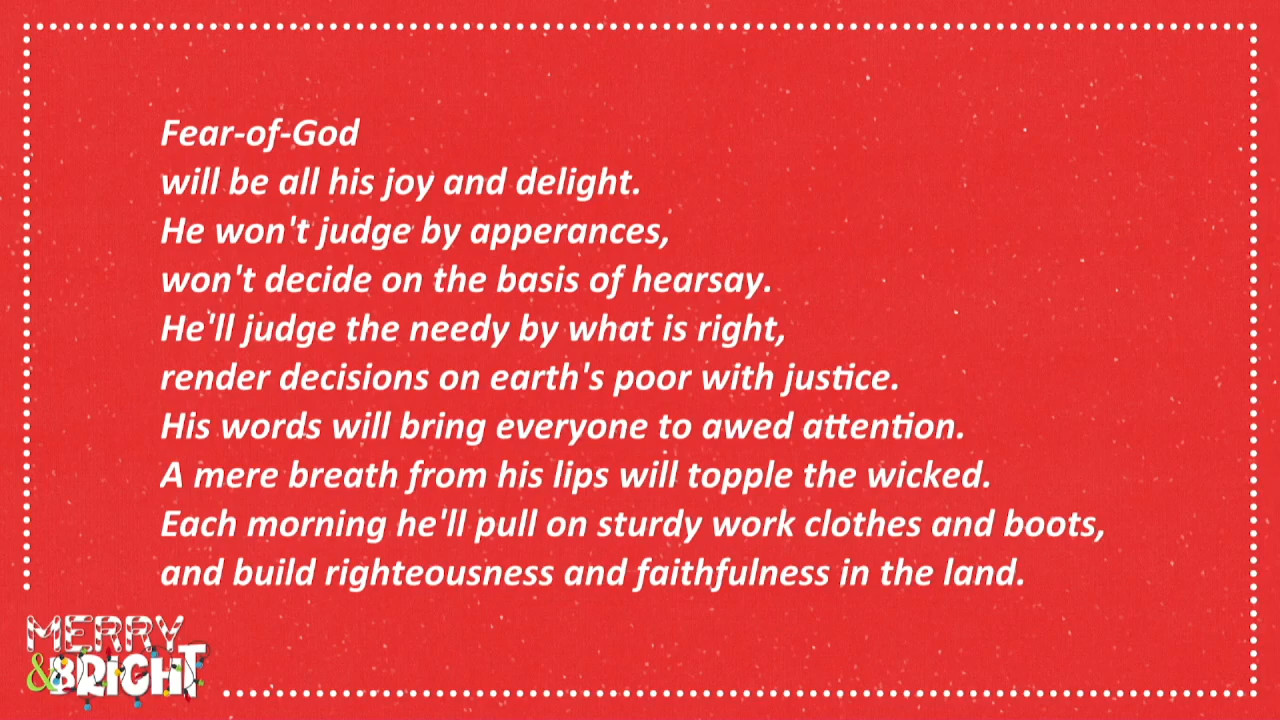 Fear-of-God
will be all his joy and delight.
He won't judge by apperances,
won't decide on the basis of hearsay.
He'll judge the needy by what is right,
render decisions on earth's poor with justice.
His words will bring everyone to awed attention.
A mere breath from his lips will topple the wicked.
Each morning he'll pull on sturdy work clothes and boots,
and build righteousness and faithfulness in the land.
MERRY
& BRIGHT